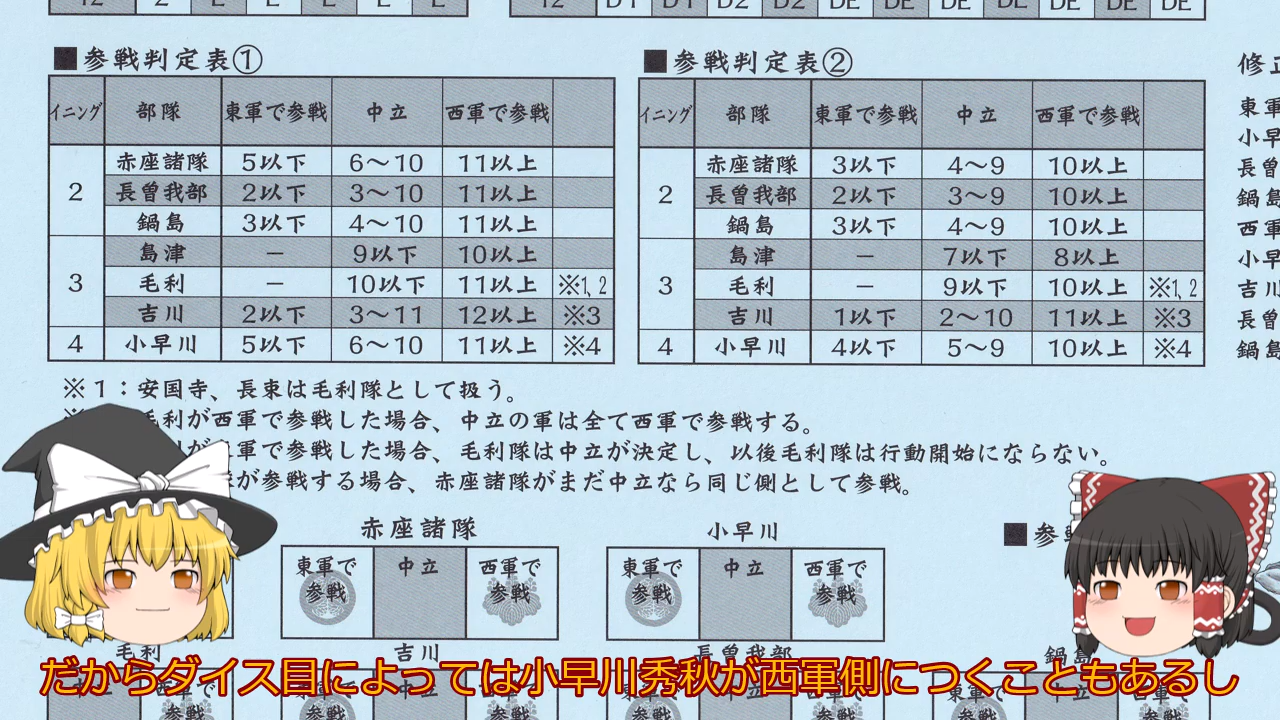 12 E E E E E E
12 D1 D1 D2 D2 DE DE DE DE DE DE DE
■参戦判定表①
イニング 部隊 東軍で参戦 中立 西軍で参戦
2 赤座諸隊 5以下 6〜10 11以上
長曽我部 2以下 3〜10 11以上
鍋島 3以下 4〜10 11以上
3 島津 − 9以下 10以上
毛利 − 10以下 11以上 ※1,2
吉川 2以下 3〜11 12以上 ※3
4 小早川 5以下 6〜10 11以上 ※4
■参戦判定表②
イニング 部隊 東軍で参戦 中立 西軍で参戦
2 赤座諸隊 3以下 4〜9 10以上
長曽我部 2以下 3〜9 10以上
鍋島 3以下 4〜9 10以上
3 島津 − 7以下 8以上
毛利 − 9以下 10以上 ※1,2
吉川 1以下 2〜10 11以上 ※3
4 小早川 4以下 5〜9 10以上 ※4
東軍
小早
長曽
鍋島
西軍
小早
吉川
長曽
鍋島
※1：安国寺、長束は毛利隊として扱う。
毛利が西軍で参戦した場合、中立の軍は全て西軍で参戦する。
軍で参戦した場合、毛利隊は中立が決定し、以後毛利隊は行動開始にならない。
が参戦する場合、赤座諸隊がまだ中立なら同じ側として参戦。
赤座諸隊
東軍で参戦 中立 西軍で参戦
小早川
東軍で参戦 中立 西軍で参戦
■参
毛利 吉川 長曽我部 鍋島
だからダイス目によっては小早川秀秋が西軍側につくこともあるし